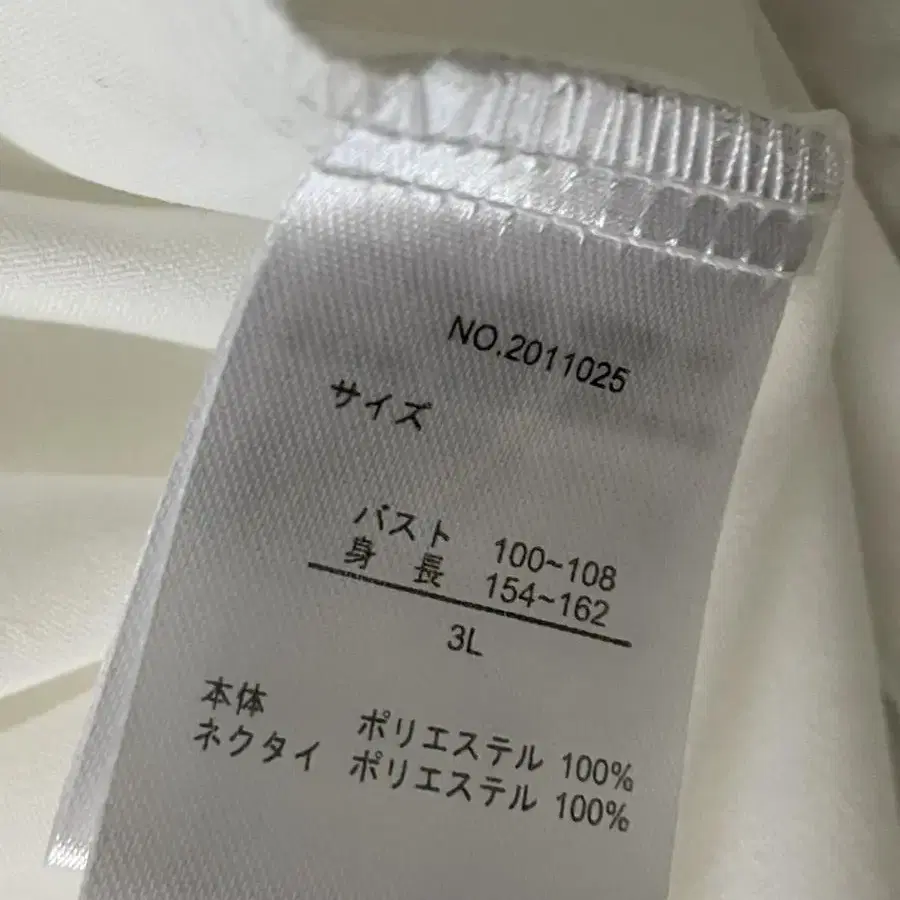 NO.2011025
サイズ
バスト 100~108
身長 154~162
3L
本体 ポリエステル 100%
ネクタイ ポリエステル 100%